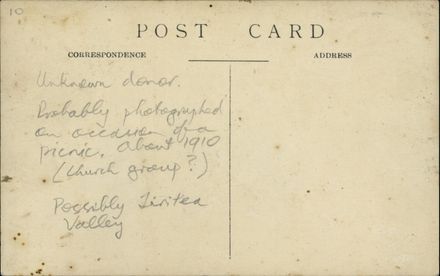 10
POST CARD
CORRESPONDENCE ADDRESS
Unknown donor.
Probably photographed
on occasion of a
picnic. About 1910
(Church group?)
Possibly Tiritea
Valley